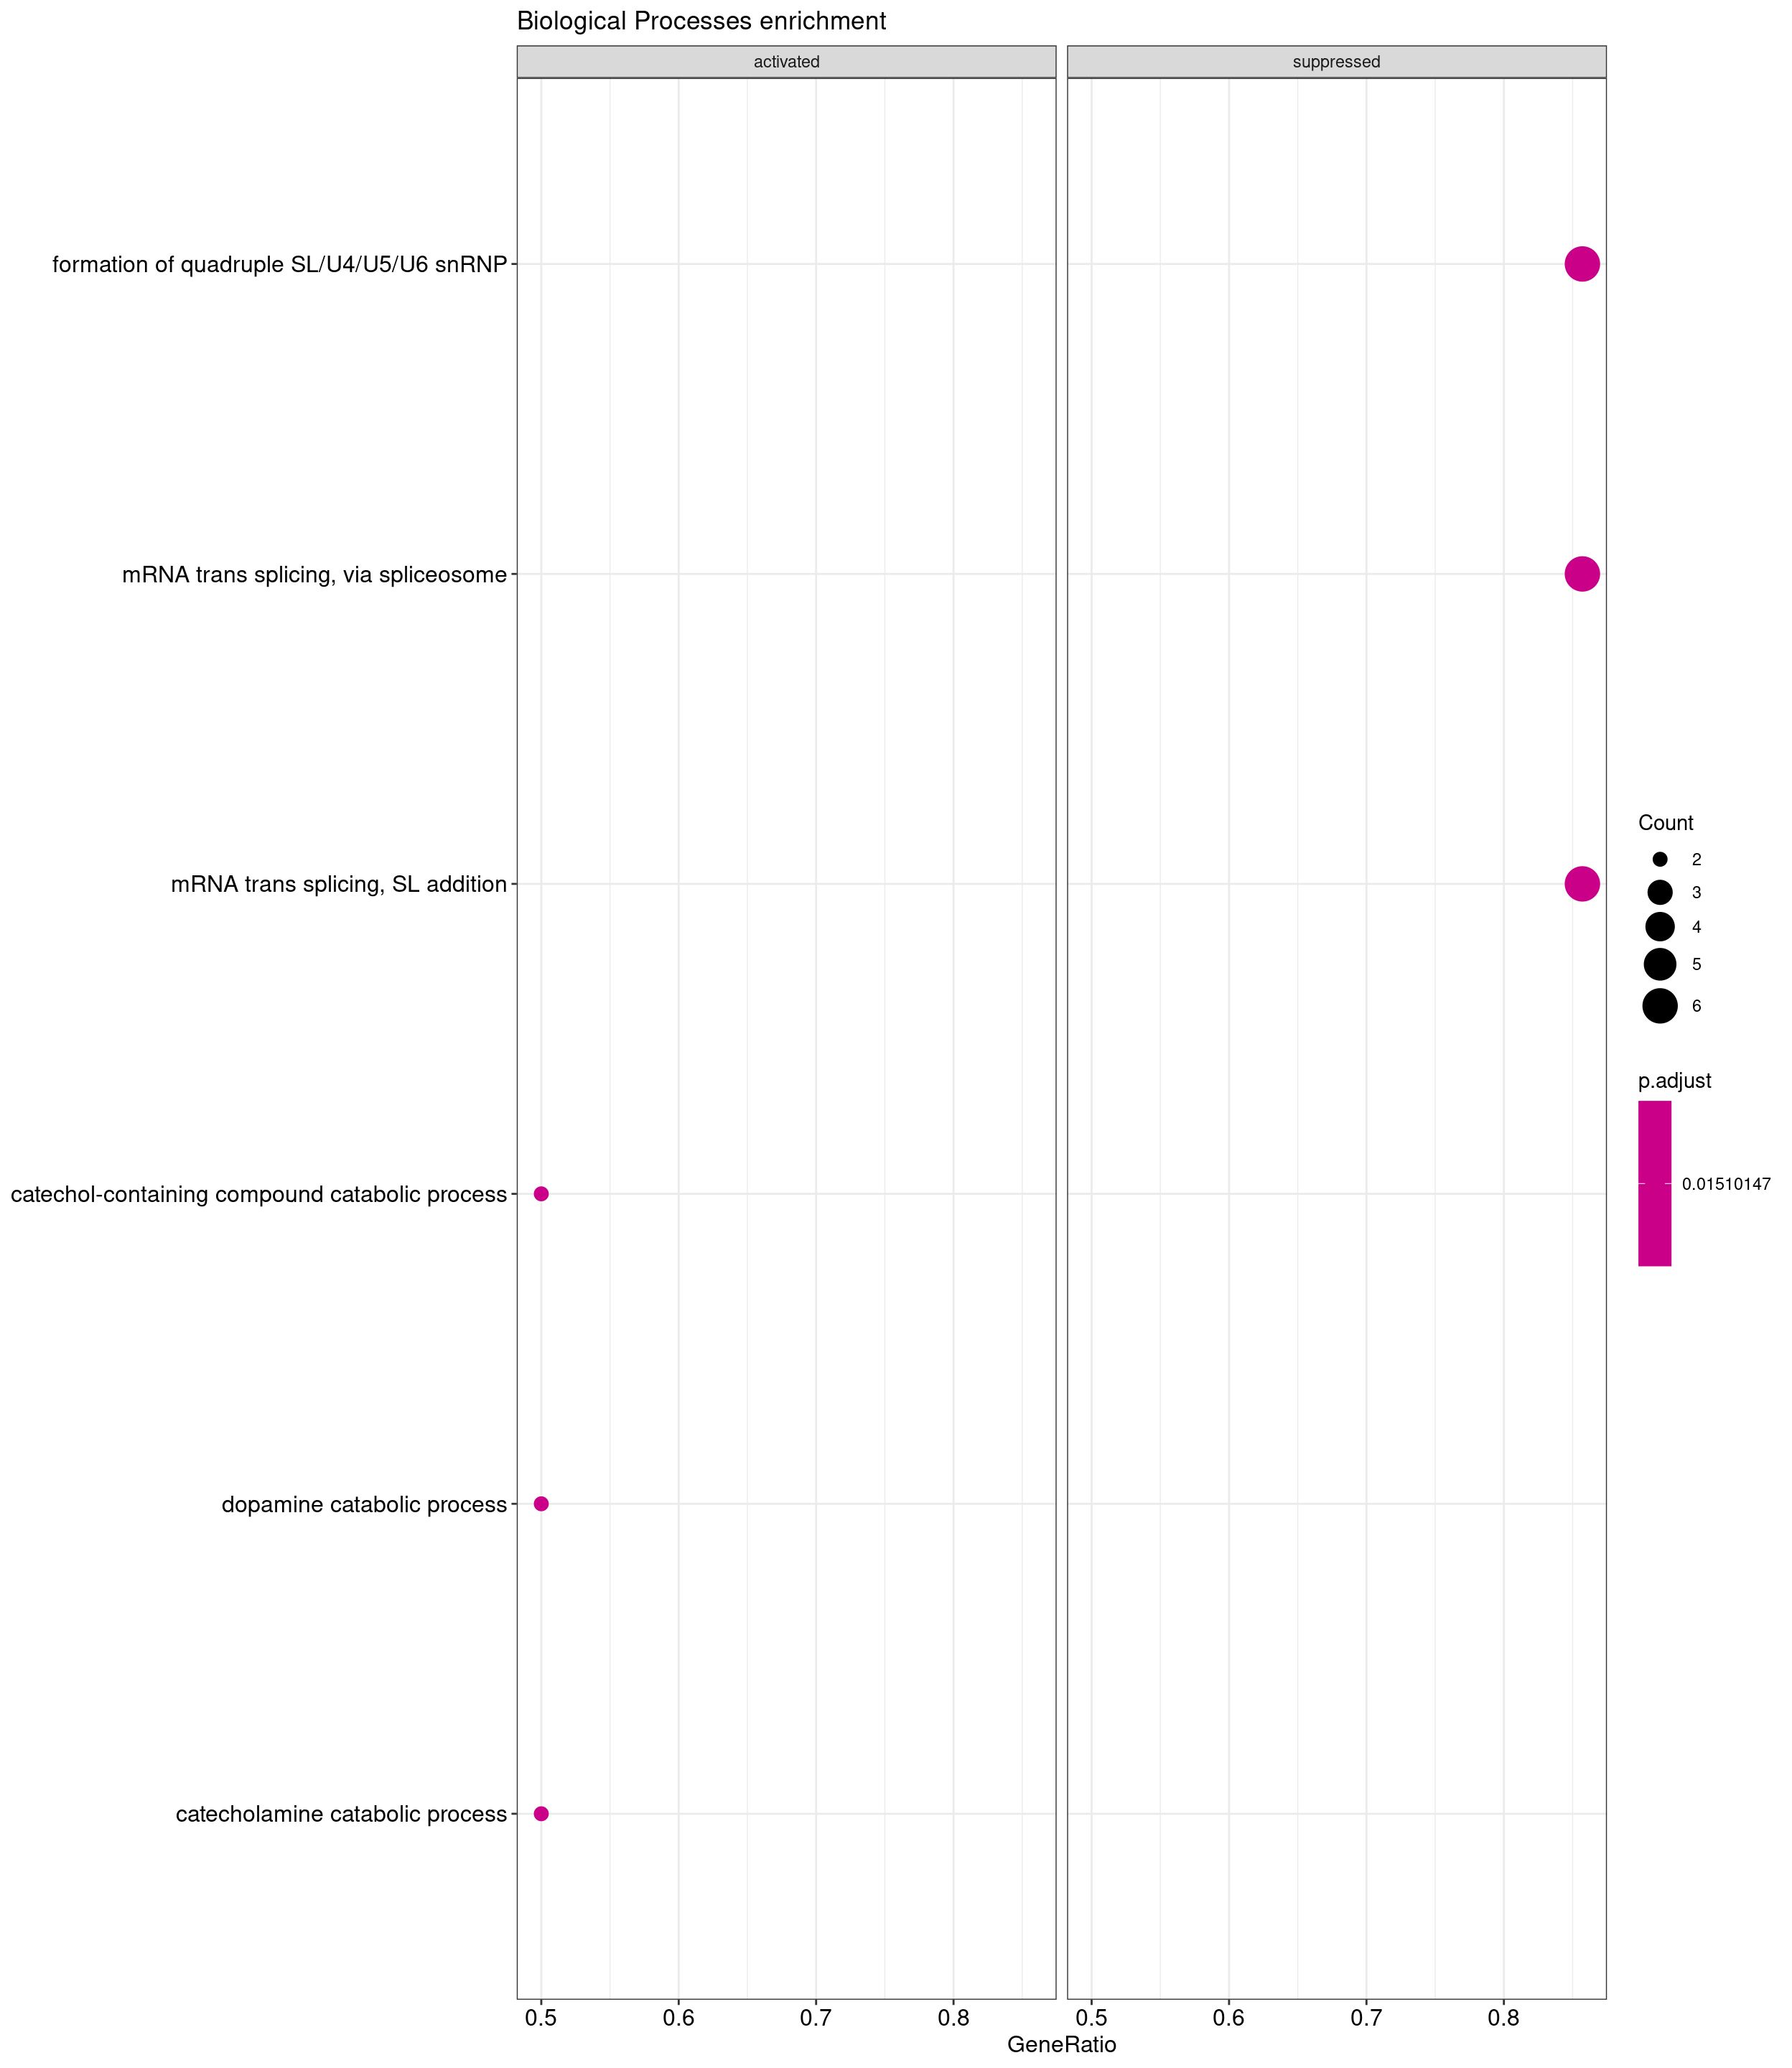 Biological Processes enrichment
activated
suppressed
formation of quadruple SL/U4/U5/U6 snRNP
mRNA trans splicing, via spliceosome
mRNA trans splicing, SL addition
catechol-containing compound catabolic process
dopamine catabolic process
catecholamine catabolic process
0.5 0.6 0.7 0.8
0.5 0.6 0.7 0.8
GeneRatio
Count
2
3
4
5
6
p.adjust
0.01510147